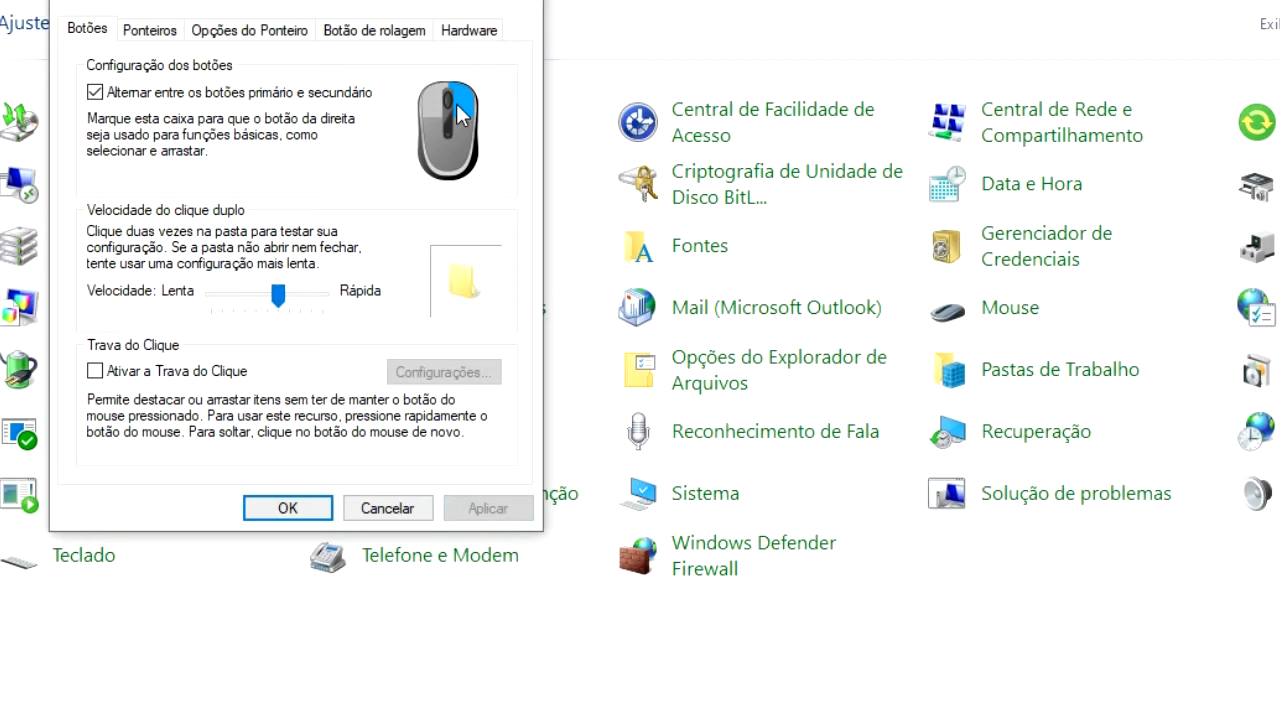 Ajuste
Exi
Botões
Ponteiros
Opções do Ponteiro
Botão de rolagem
Hardware
Configuração dos botões
Alternar entre os botões primário e secundário
Marque esta caixa para que o botão da direita
seja usado para funções básicas, como
selecionar e arrastar.
Velocidade do clique duplo
Clique duas vezes na pasta para testar sua
configuração. Se a pasta não abrir nem fechar,
tente usar uma configuração mais lenta.
Velocidade: Lenta
Rápida
Trava do Clique
Ativar a Trava do Clique
Configurações...
Permite destacar ou arrastar itens sem ter de manter o botão do
mouse pressionado. Para usar este recurso, pressione rapidamente o
botão do mouse. Para soltar, clique no botão do mouse de novo.
OK
Cancelar
Aplicar
Central de Facilidade de
Acesso
Central de Rede e
Compartilhamento
Criptografia de Unidade de
Disco BitL...
Data e Hora
Fontes
Gerenciador de
Credenciais
s
Mail (Microsoft Outlook)
Mouse
Opções do Explorador de
Arquivos
Pastas de Trabalho
Reconhecimento de Fala
Recuperação
nção
Sistema
Solução de problemas
Teclado
Telefone e Modem
Windows Defender
Firewall